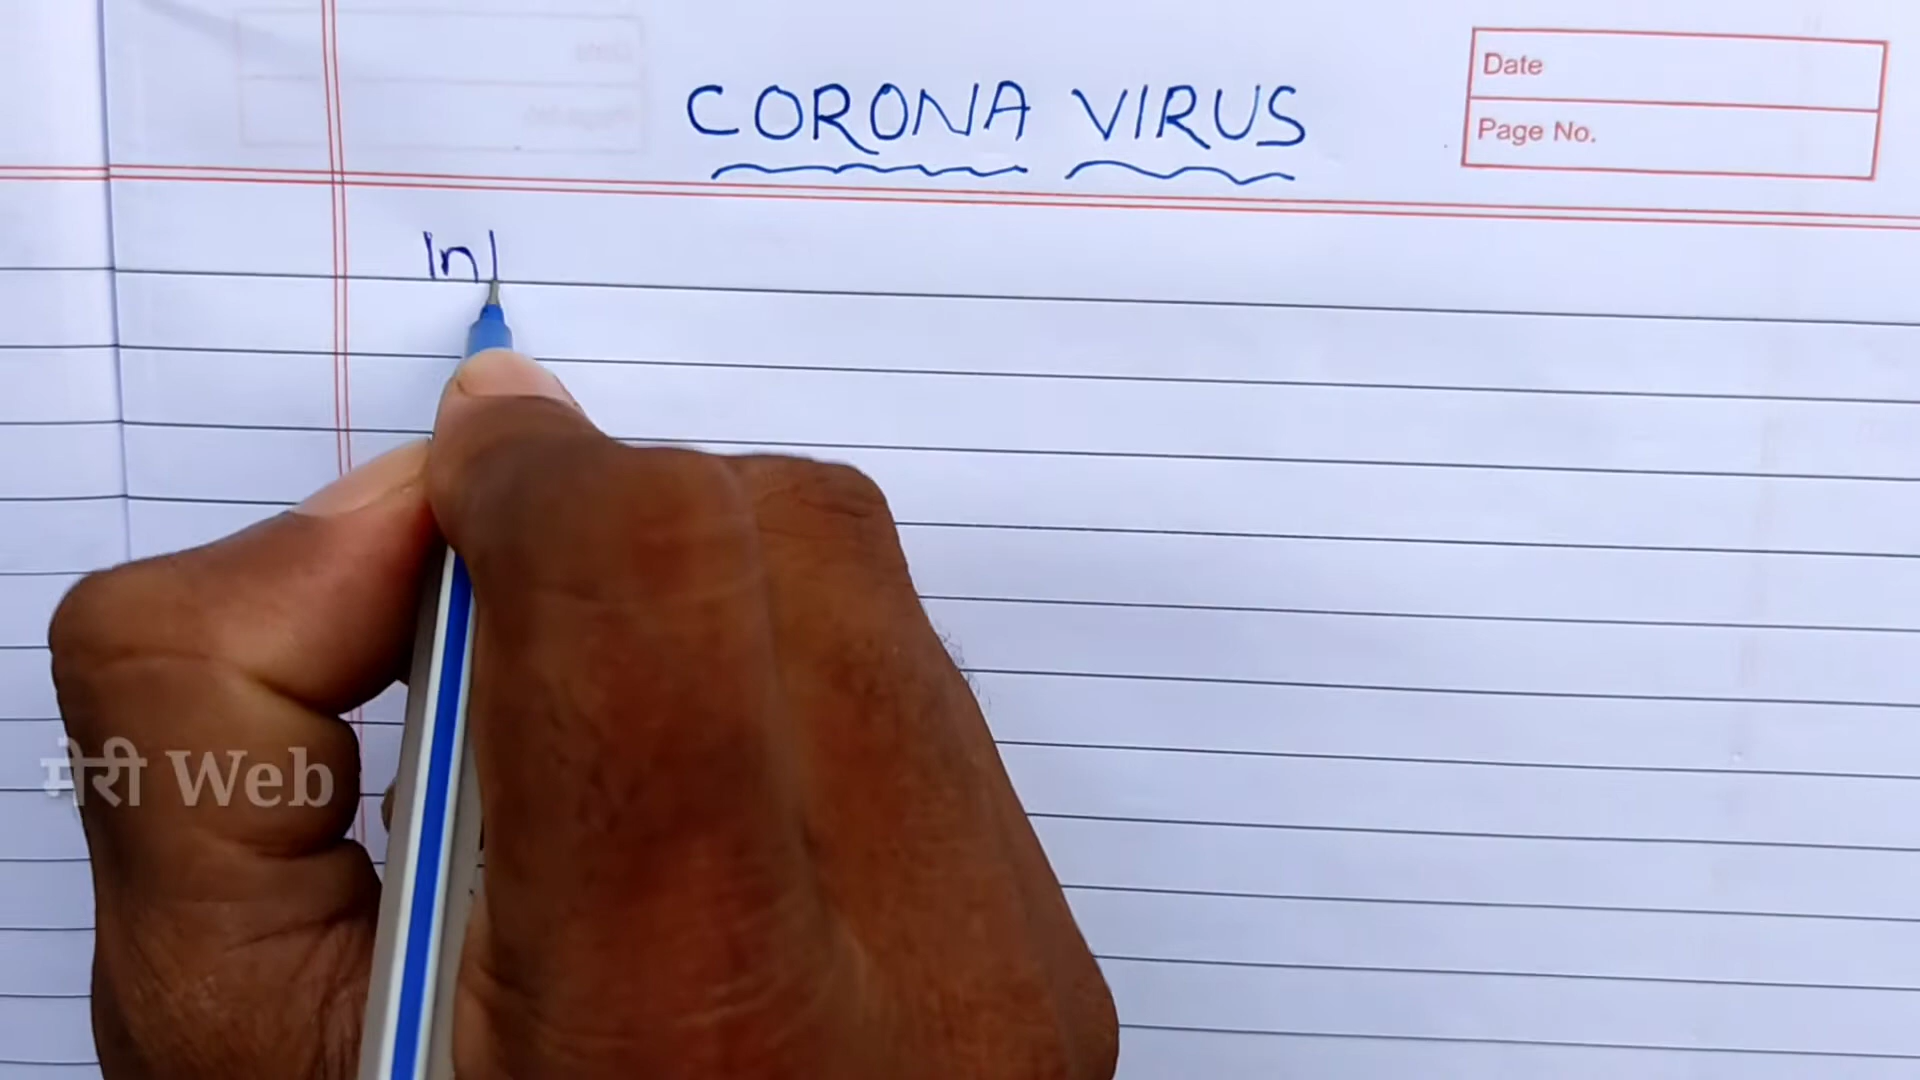 Date
CORONA VIRUS
Page No.
In
मेरी Web